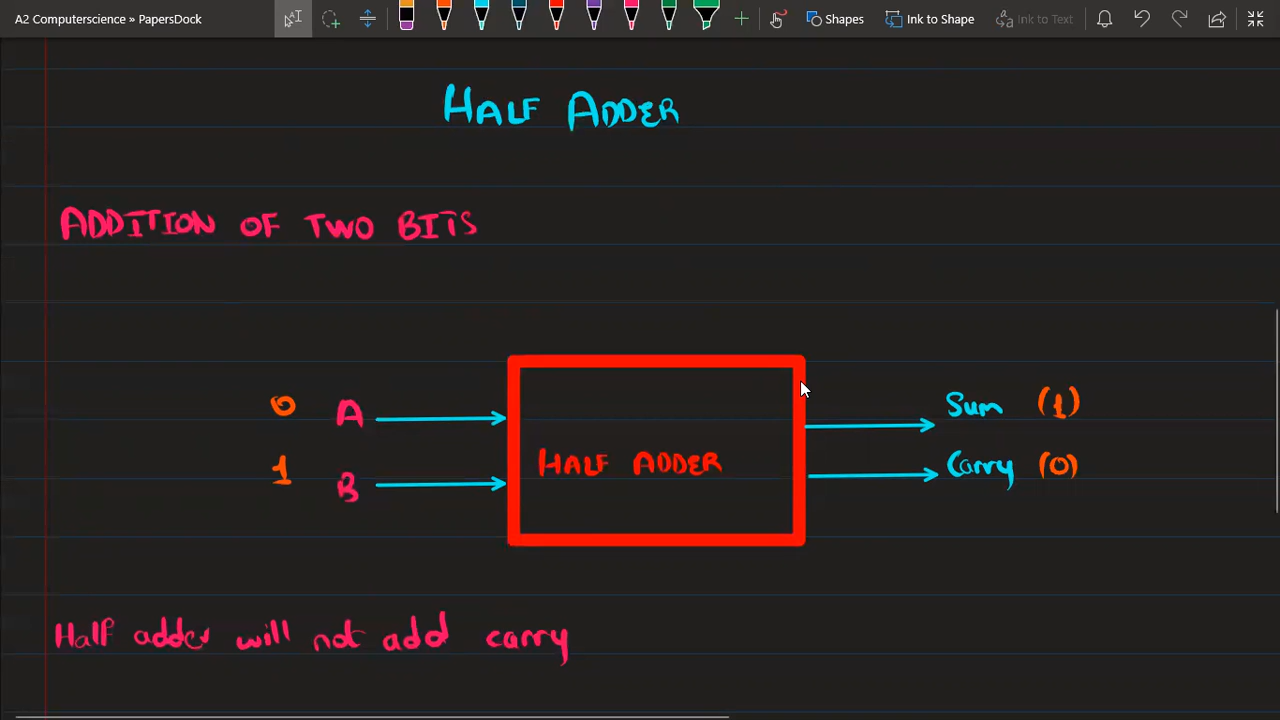 A2 Computerscience » PapersDock
Shapes
Ink to Shape
Ink to Text
HALF ADDER
ADDITION OF TWO BITS
0 A
Sum (1)
HALF ADDER
1 B
Carry (0)
Half adder will not add carry